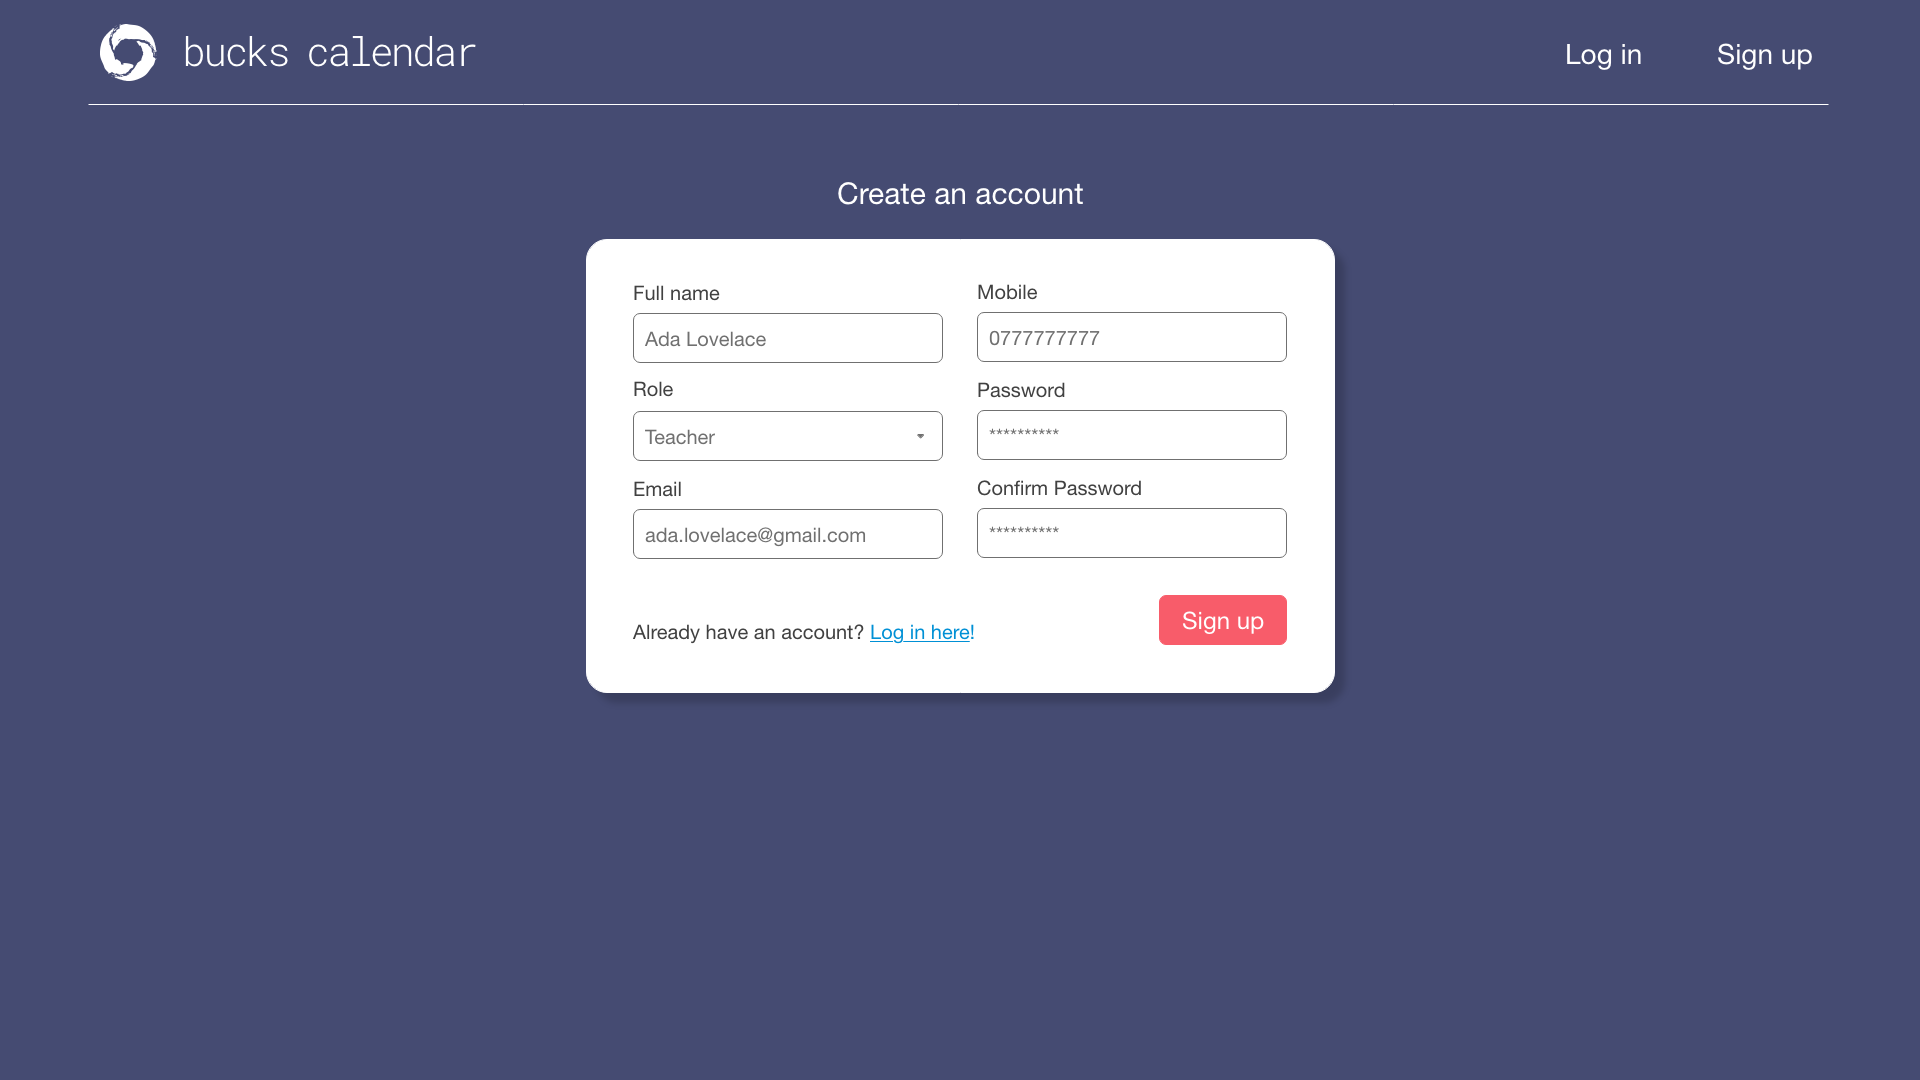 bucks calendar
Log in
Sign up
Create an account
Full name
Ada Lovelace
Role
Teacher
Email
ada.lovelace@gmail.com
Mobile
0777777777
Password
**********
Confirm Password
**********
Already have an account? Log in here!
Sign up